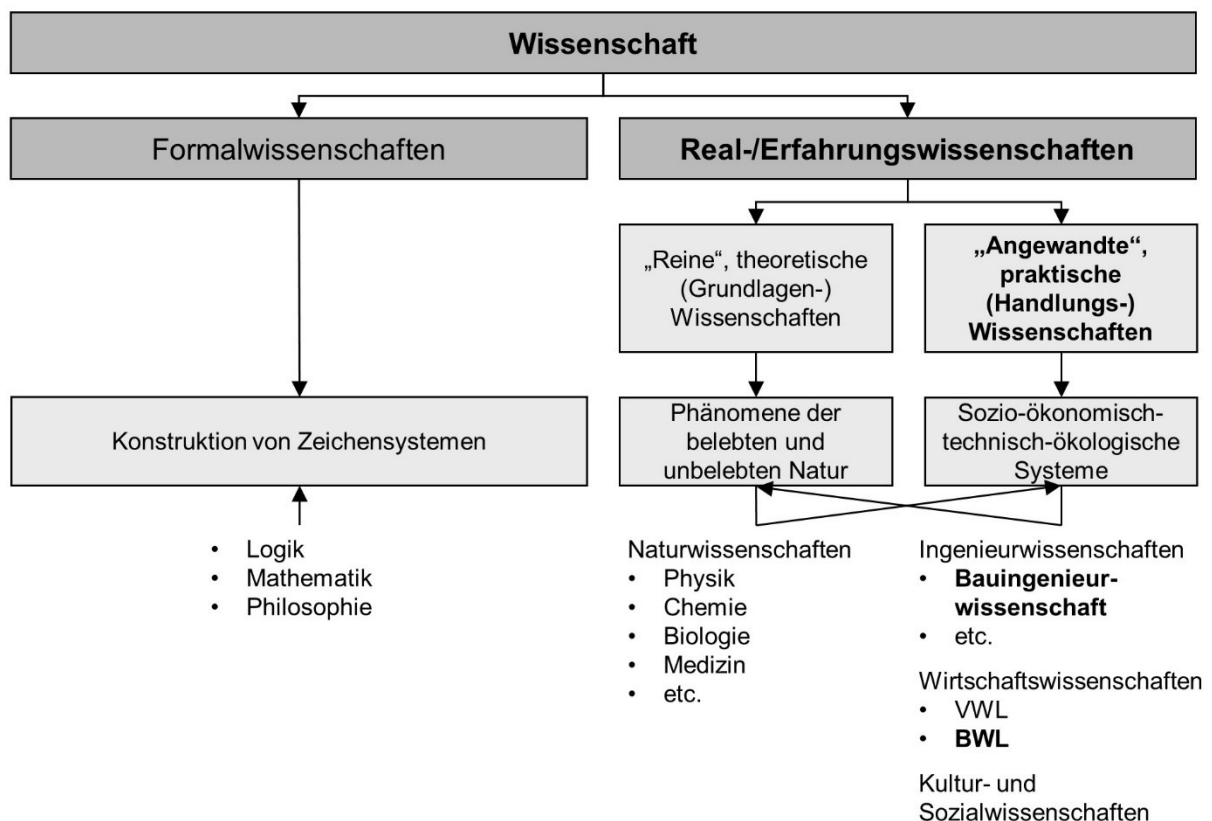 Wissenschaft
Formalwissenschaften
Real-/Erfahrungswissenschaften
„Reine“, theoretische
(Grundlagen-)
Wissenschaften
„Angewandte“,
praktische
(Handlungs-)
Wissenschaften
Konstruktion von Zeichensystemen
Phänomene der
belebten und
unbelebten Natur
Sozio-ökonomisch-
technisch-ökologische
Systeme
• Logik
• Mathematik
• Philosophie
Naturwissenschaften
• Physik
• Chemie
• Biologie
• Medizin
• etc.
Ingenieurwissenschaften
• Bauingenieur-
wissenschaft
• etc.
Wirtschaftswissenschaften
• VWL
• BWL
Kultur- und
Sozialwissenschaften